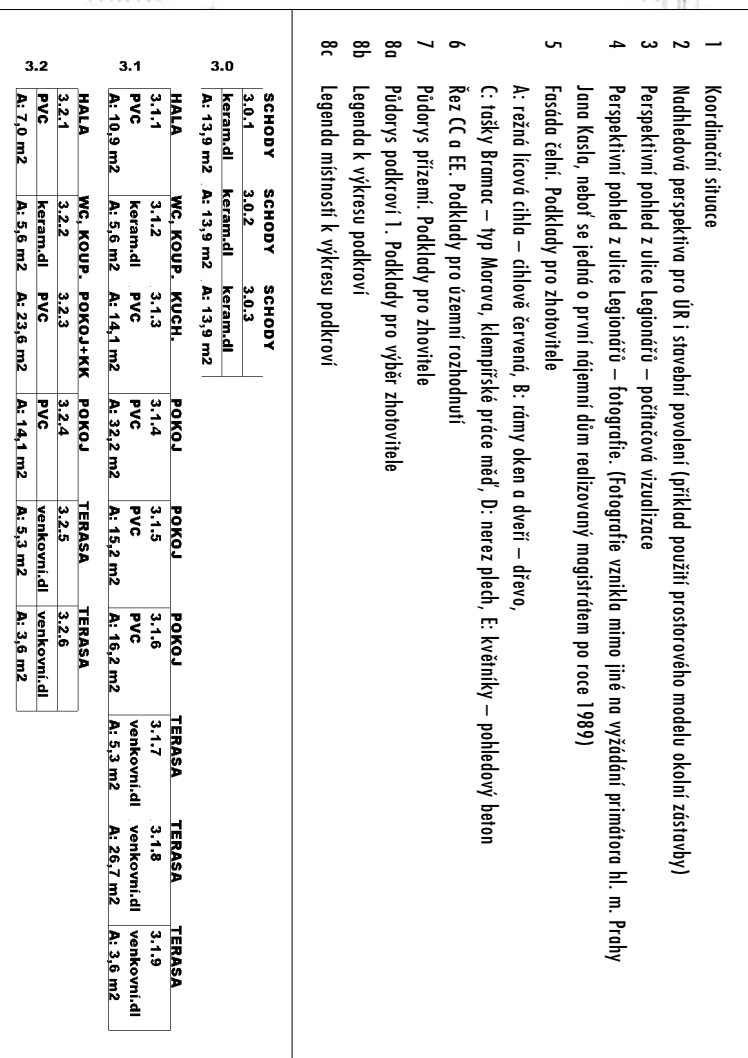 1 Koordinační situace
2 Nadhledová perspektiva pro ÚR i stavební povolení (příklad použití prostorového modelu okolní zástavby)
3 Perspektivní pohled z ulice Legionářů – počítačová vizualizace
4 Perspektivní pohled z ulice Legionářů – fotografie. (Fotografie vznikla mimo jiné na vyžádání primátora hl. m. Prahy
Jana Kasla, neboť se jedná o první nájemní dům realizovaný magistrátem po roce 1989)
5 Fasáda čelní. Podklady pro zhotovitele
A: režná lícová cihla – cihlově červená, B: rámy oken a dveří – dřevo,
C: tašky Bramac – typ Morava, klempířské práce měď, D: nerez plech, E: květníky – pohledový beton
6 Řez CC a EE. Podklady pro územní rozhodnutí
7 Půdorys přízemí. Podklady pro zhovitele
8a Půdorys podkroví 1. Podklady pro výběr zhotovitele
8b Legenda k výkresu podkroví
8c Legenda místností k výkresu podkroví
SCHODY SCHODY SCHODY
3.0 3.0.1 3.0.2 3.0.3
keram.dl keram.dl keram.dl
A: 13,9 m2 A: 13,9 m2 A: 13,9 m2
HALA WC, KOUP. KUCH. POKOJ POKOJ POKOJ TERASA TERASA TERASA
3.1 3.1.1 3.1.2 3.1.3 3.1.4 3.1.5 3.1.6 3.1.7 3.1.8 3.1.9
PVC keram.dl PVC PVC PVC PVC venkovní.dl venkovní.dl venkovní.dl
A: 10,9 m2 A: 5,6 m2 A: 14,1 m2 A: 32,2 m2 A: 15,2 m2 A: 16,2 m2 A: 5,3 m2 A: 26,7 m2 A: 3,6 m2
HALA WC, KOUP. POKOJ+KK POKOJ TERASA TERASA
3.2 3.2.1 3.2.2 3.2.3 3.2.4 3.2.5 3.2.6
PVC keram.dl PVC PVC venkovní.dl venkovní.dl
A: 7,0 m2 A: 5,6 m2 A: 23,6 m2 A: 14,1 m2 A: 5,3 m2 A: 3,6 m2